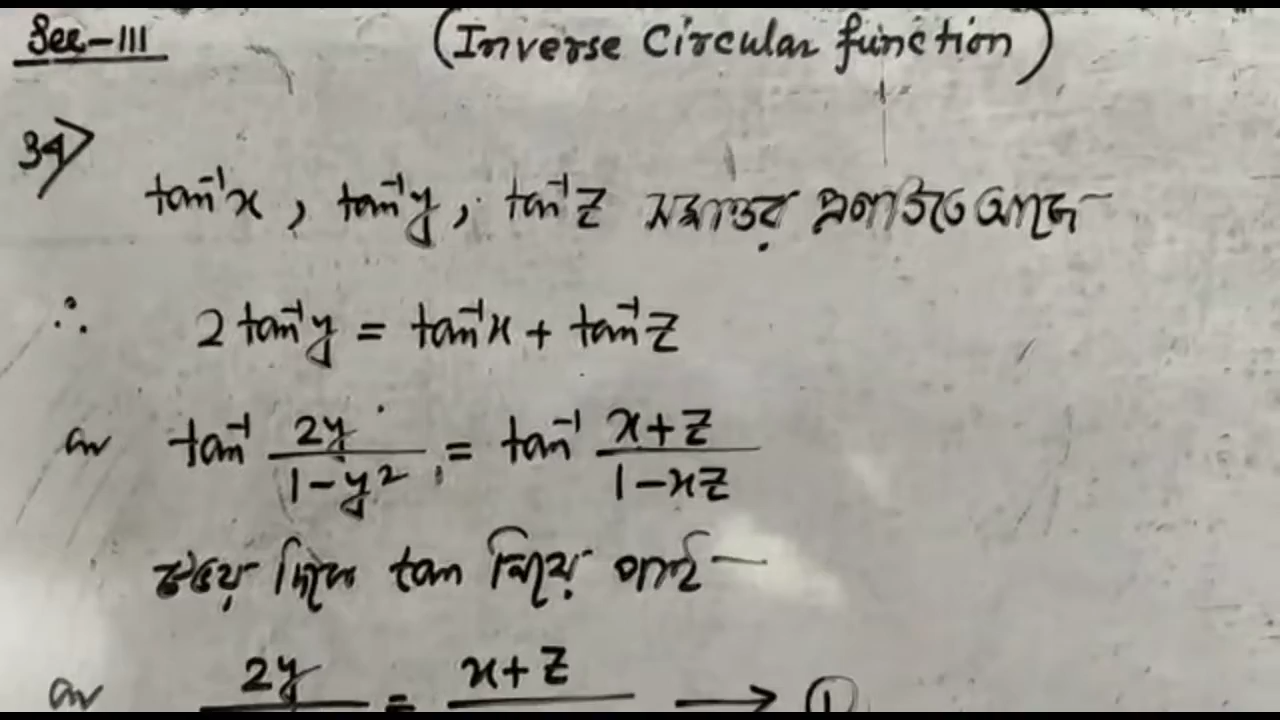 Sec-III (Inverse Circular function)
34>
tan⁻¹x, tan⁻¹y, tan⁻¹z সমান্তর প্রগতিতে আছে—
∴ 2 tan⁻¹y = tan⁻¹x + tan⁻¹z
or tan⁻¹ 2y/1-y² = tan⁻¹ x+z/1-xz
উভয় দিকে tan নিয়ে পাই—
or 2y = x+z → ①